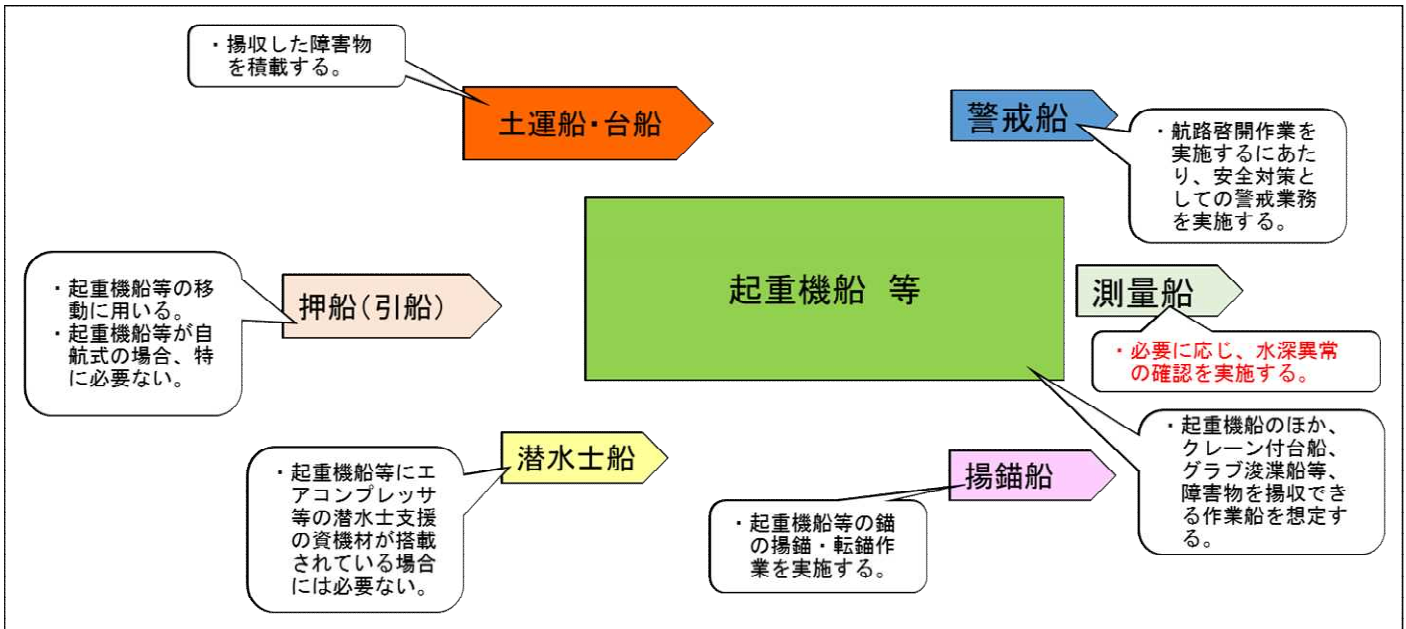 ・揚収した障害物
を積載する。
土運船・台船
警戒船
・航路啓開作業を
実施するにあた
り、安全対策と
しての警戒業務
を実施する。
・起重機船等の移
動に用いる。
・起重機船等が自
航式の場合、特
に必要ない。
押船（引船）
起重機船 等
測量船
・必要に応じ、水深異常
の確認を実施する。
・起重機船のほか、
クレーン付台船、
グラブ浚渫船等、
障害物を揚収でき
る作業船を想定す
る。
潜水士船
・起重機船等にエ
アコンプレッサ
等の潜水士支援
の資機材が搭載
されている場合
には必要ない。
揚錨船
・起重機船等の錨
の揚錨・転錨作
業を実施する。